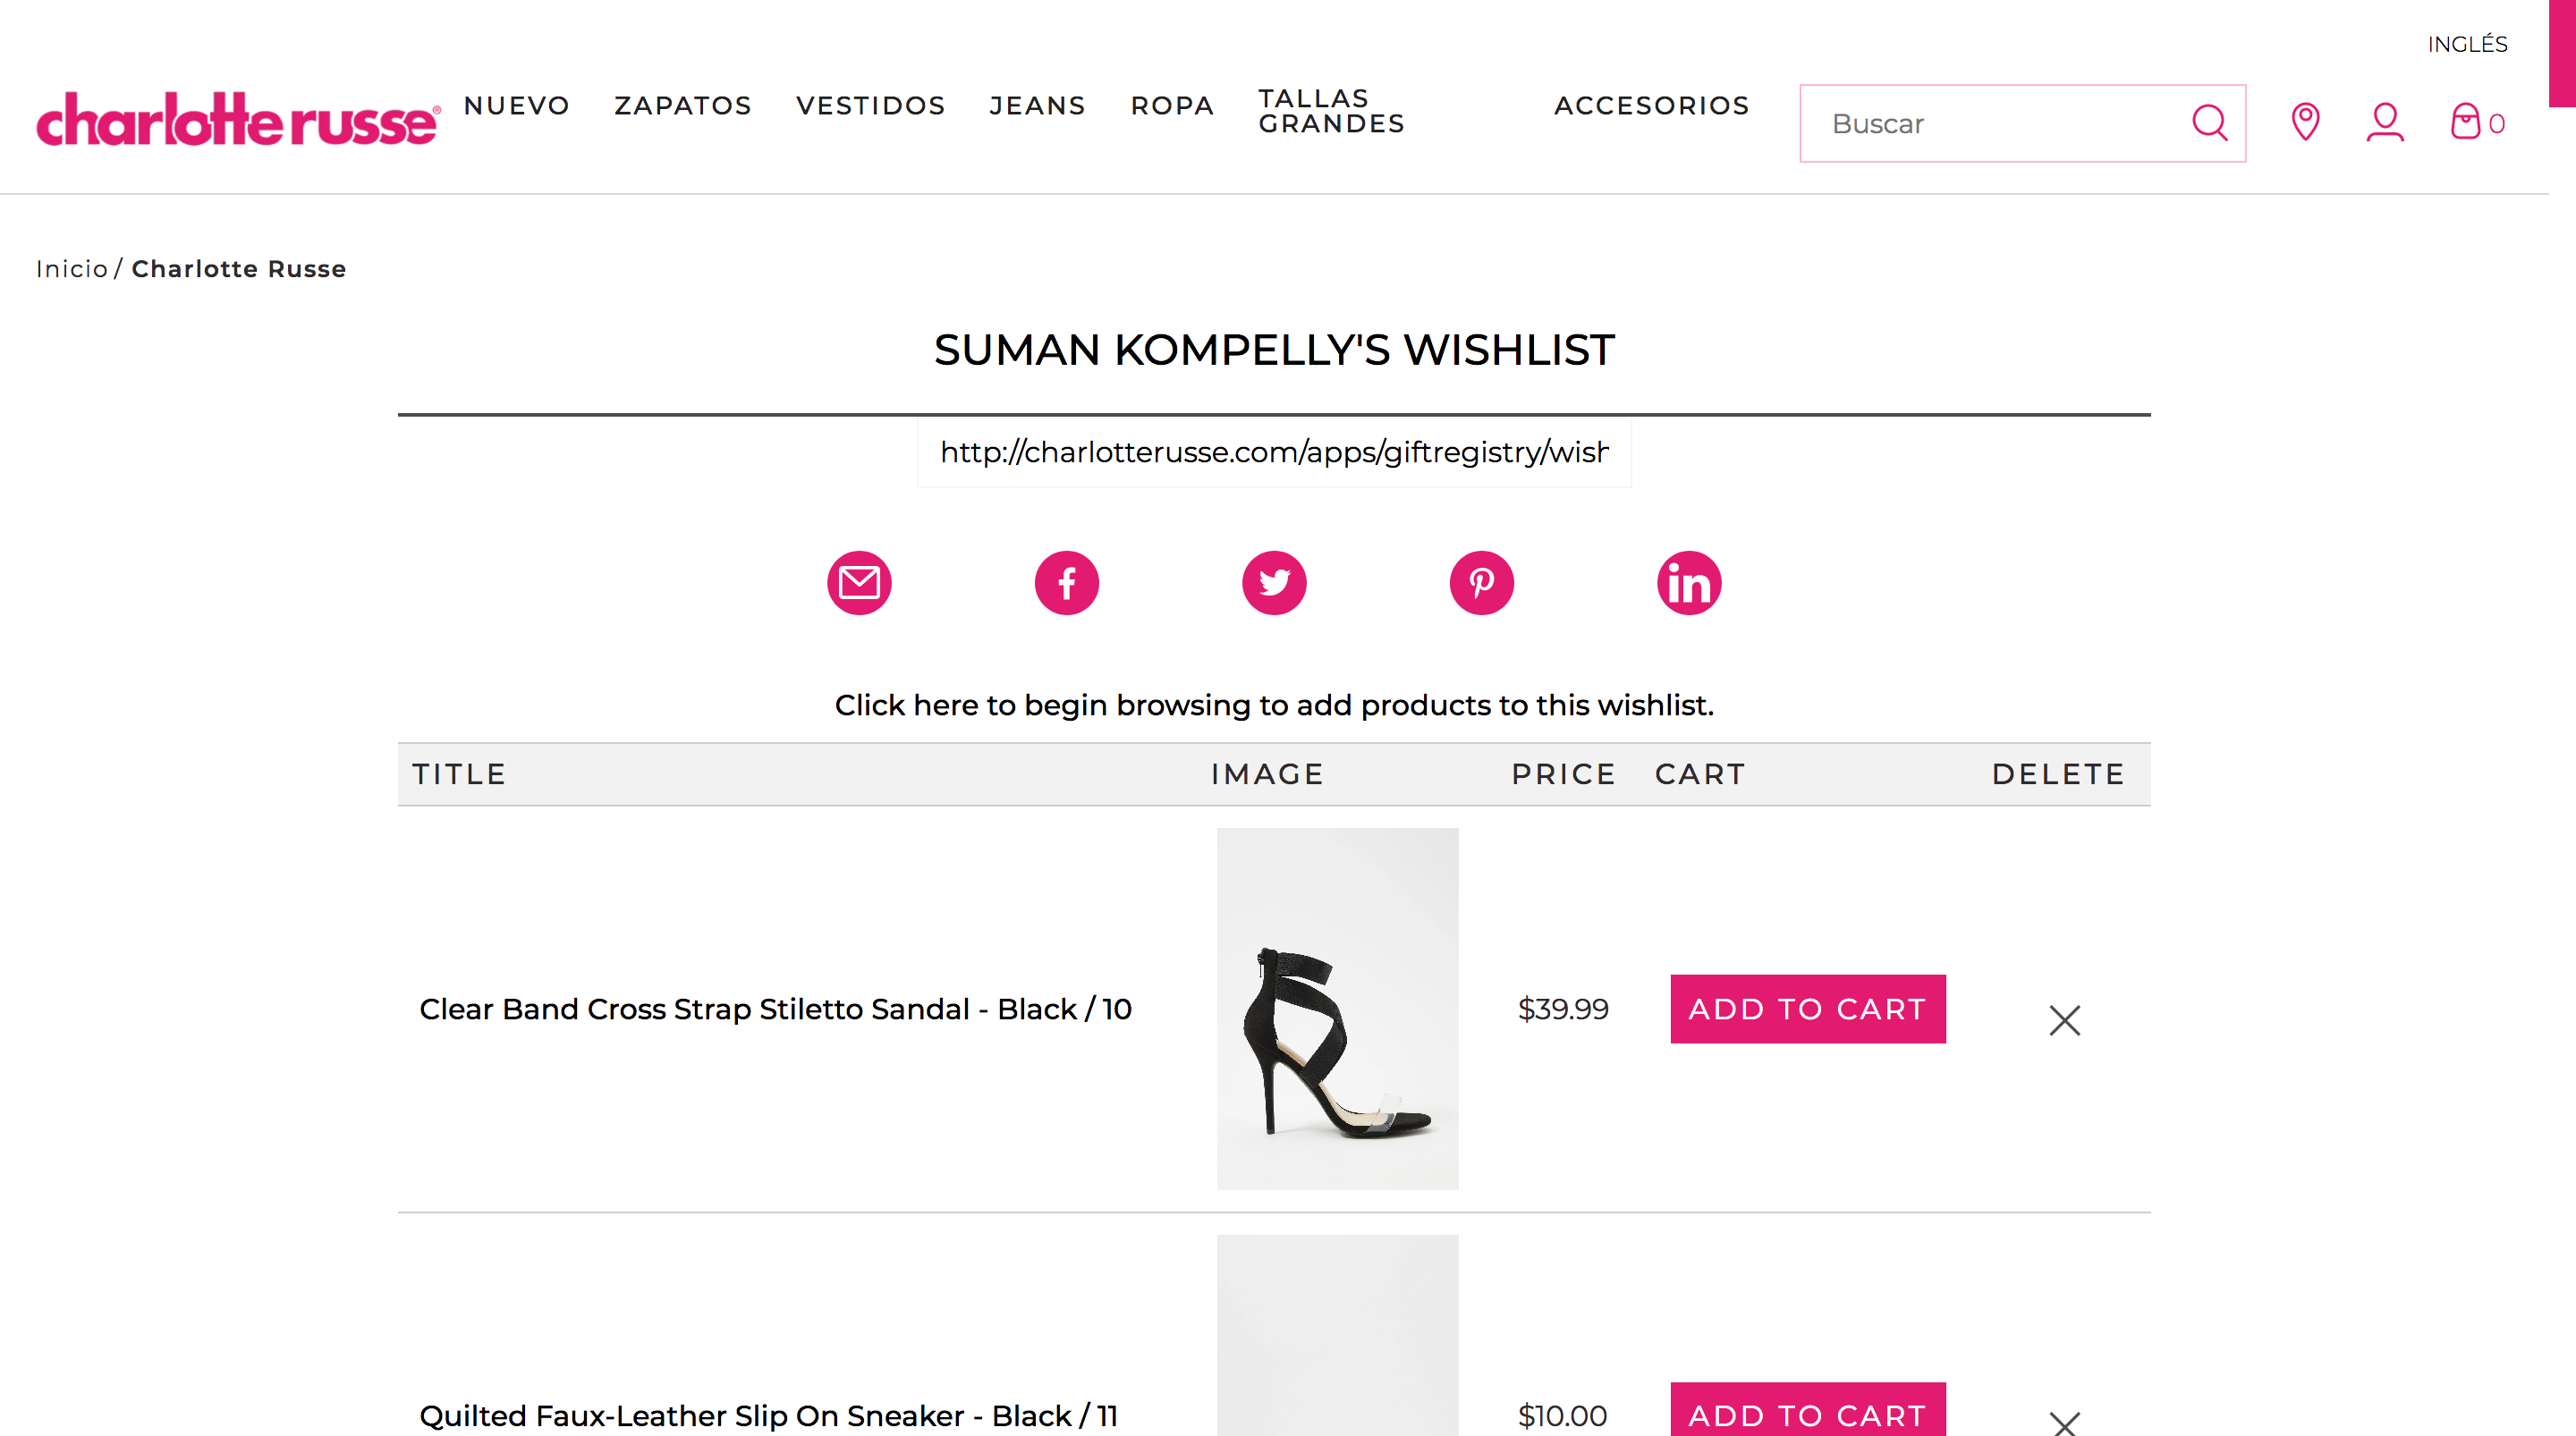 INGLÉS
charlotte russe®
NUEVO ZAPATOS VESTIDOS JEANS ROPA TALLAS GRANDES ACCESORIOS
Buscar
0
Inicio / Charlotte Russe
SUMAN KOMPELLY'S WISHLIST
http://charlotterusse.com/apps/giftregistry/wish
Click here to begin browsing to add products to this wishlist.
TITLE IMAGE PRICE CART DELETE
Clear Band Cross Strap Stiletto Sandal - Black / 10 $39.99 ADD TO CART
Quilted Faux-Leather Slip On Sneaker - Black / 11 $10.00 ADD TO CART